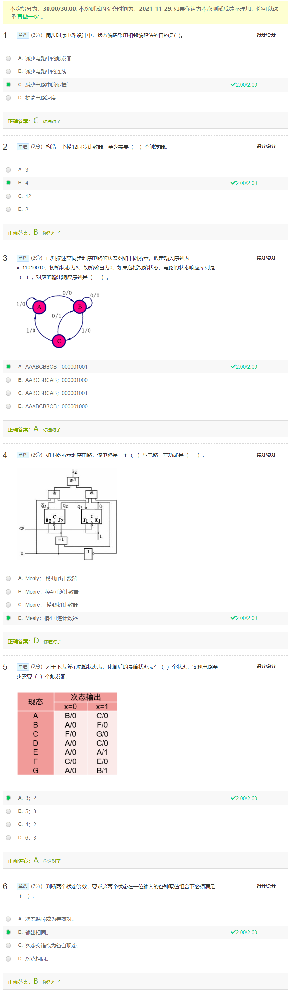 本次得分为：30.00/30.00, 本次测试的提交时间为：2021-11-29, 如果你认为本次测试成绩不理想，你可以选
择 再做一次 。
1 单选 (2分) 同步时序电路设计中，状态编码采用相邻编码法的目的是( )。 得分/总分
A. 减少电路中的触发器
B. 减少电路中的连线
C. 减少电路中的逻辑门 2.00/2.00
D. 提高电路速度
正确答案：C 你选对了
2 单选 (2分) 构造一个模12同步计数器，至少需要（ ）个触发器。 得分/总分
A. 3
B. 4 2.00/2.00
C. 12
D. 2
正确答案：B 你选对了
3 单选 (2分) 已知描述某同步时序电路的状态图如下图所示，假定输入序列为 得分/总分
x=11010010，初始状态为A，初始输出为0。如果包括初始状态，电路的状态响应序列是
（ ），对应的输出响应序列是（ ）。
0/0
0/0
1/0
A
B
0/1
1/0
1/0
C
A. AAABCBBCB；000001001 2.00/2.00
B. AABCBBCAB；000001000
C. AABCBBCAB；000001001
D. AAABCBBCB；000001000
正确答案：A 你选对了
4 单选 (2分) 如下图所示时序电路，该电路是一个（ ）型电路，其功能是（ ）。 得分/总分
Z
≥1
& &
Q2 Q2 Q1 Q1
C C
K2 J2 J1 K1
CP
1
=1
x 1
A. Mealy； 模4加1计数器
B. Moore；模4可逆计数器
C. Moore； 模4减1计数器
D. Mealy；模4可逆计数器 2.00/2.00
正确答案：D 你选对了
5 单选 (2分) 对于下表所示原始状态表，化简后的最简状态表有（ ）个状态，实现电路至 得分/总分
少需要（ ）个触发器。
现态 次态输出
x=0 x=1
A B/0 C/0
B A/0 F/0
C F/0 G/0
D A/0 C/0
E A/0 A/1
F C/0 E/0
G A/0 B/1
A. 3；2 2.00/2.00
B. 5；3
C. 4；2
D. 6；3
正确答案：A 你选对了
6 单选 (2分) 判断两个状态等效，要求这两个状态在一位输入的各种取值组合下必须满足 得分/总分
（ ）。
A. 次态循环或为等效对。
B. 输出相同。 2.00/2.00
C. 次态交错或为各自现态。
D. 次态相同。
正确答案：B 你选对了